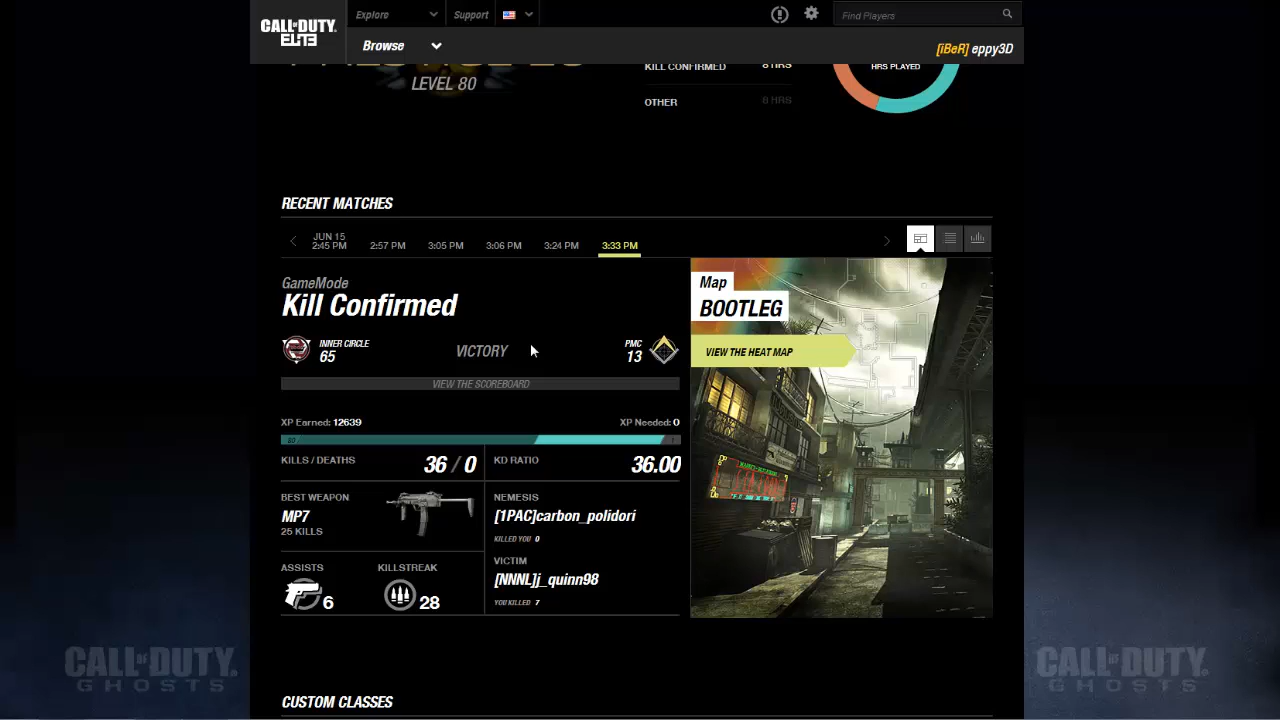 CALL OF DUTY
ELITE
Explore
Support
Find Players
Browse
[iBeR] eppy3D
LEVEL 80
KILL CONFIRMED
8 HRS
HRS PLAYED
OTHER
8 HRS
RECENT MATCHES
JUN 15
2:45 PM
2:57 PM
3:05 PM
3:06 PM
3:24 PM
3:33 PM
GameMode
Kill Confirmed
INNER CIRCLE
65
VICTORY
PMC
13
VIEW THE SCOREBOARD
Map
BOOTLEG
VIEW THE HEAT MAP
XP Earned: 12639
XP Needed: 0
80
KILLS / DEATHS
36 / 0
KD RATIO
36.00
BEST WEAPON
MP7
25 KILLS
NEMESIS
[1PAC]carbon_polidori
KILLED YOU 0
ASSISTS
6
KILLSTREAK
28
VICTIM
[NNNL]j_quinn98
YOU KILLED 7
CUSTOM CLASSES
CALL OF DUTY
GHOSTS
CALL OF DUTY
GHOSTS